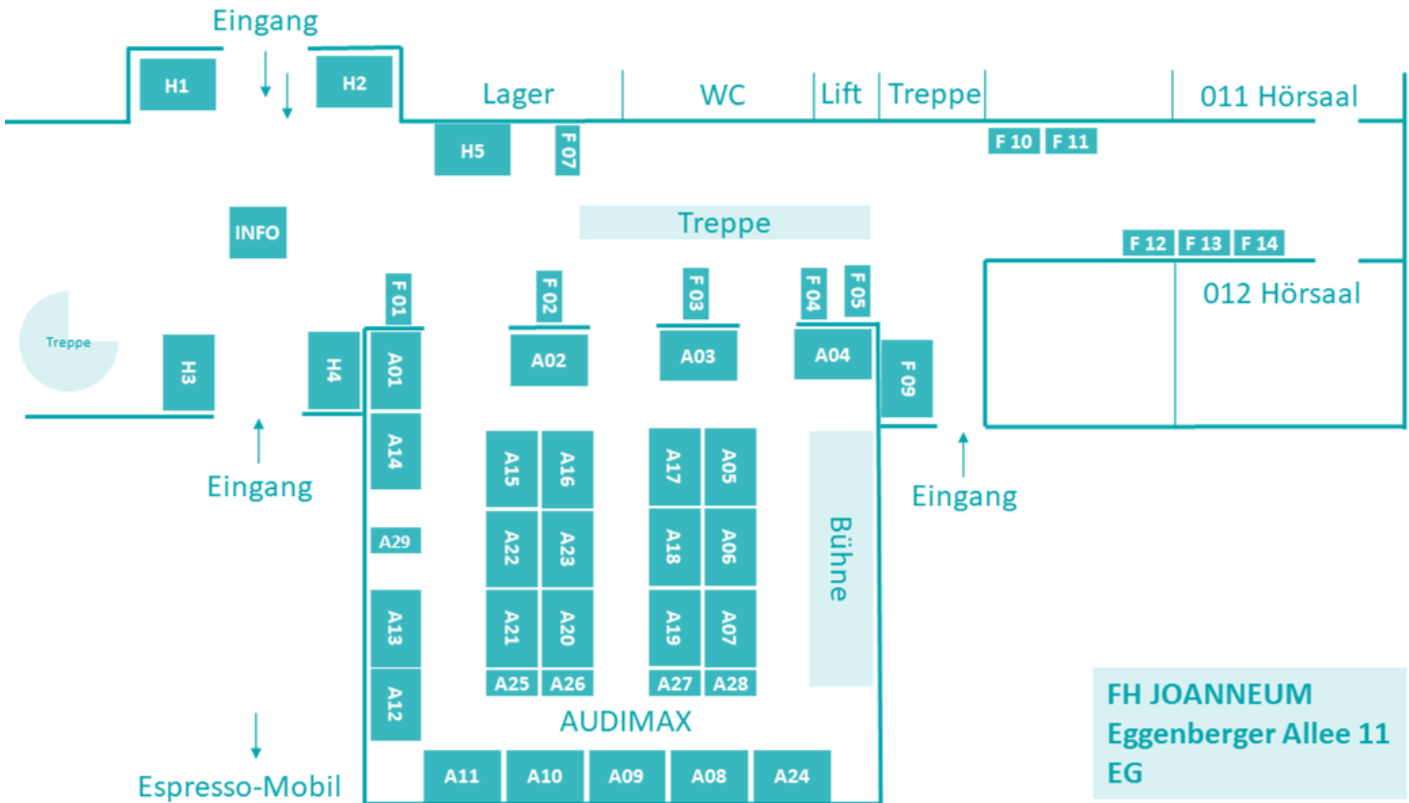 Eingang
H1
H2
Lager
WC
Lift
Treppe
011 Hörsaal
H5
F 07
F 10
F 11
INFO
Treppe
F 12
F 13
F 14
F 01
F 02
F 03
F 04
F 05
012 Hörsaal
Treppe
H3
H4
A01
A02
A03
A04
F 09
A14
A15
A16
A17
A05
Eingang
Eingang
A29
A22
A23
A18
A06
Bühne
A13
A21
A20
A19
A07
A25
A26
A27
A28
A12
AUDIMAX
FH JOANNEUM
Eggenberger Allee 11
EG
Espresso-Mobil
A11
A10
A09
A08
A24